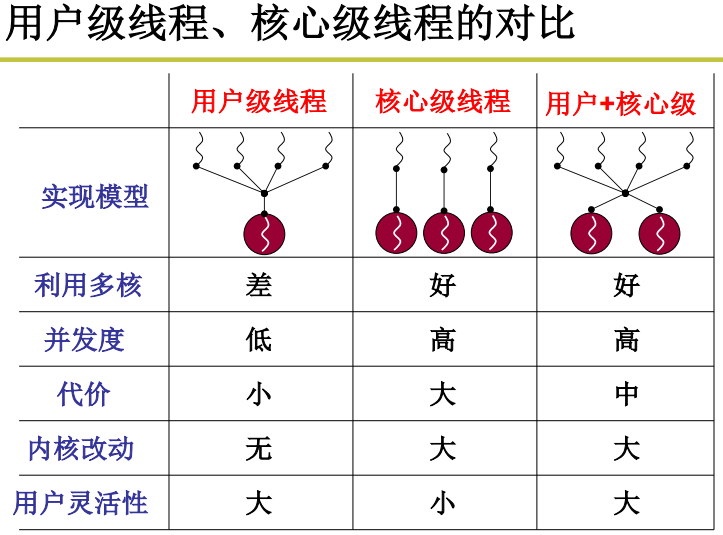 用户级线程、核心级线程的对比
用户级线程 核心级线程 用户+核心级
实现模型
利用多核 差 好 好
并发度 低 高 高
代价 小 大 中
内核改动 无 大 大
用户灵活性 大 小 大